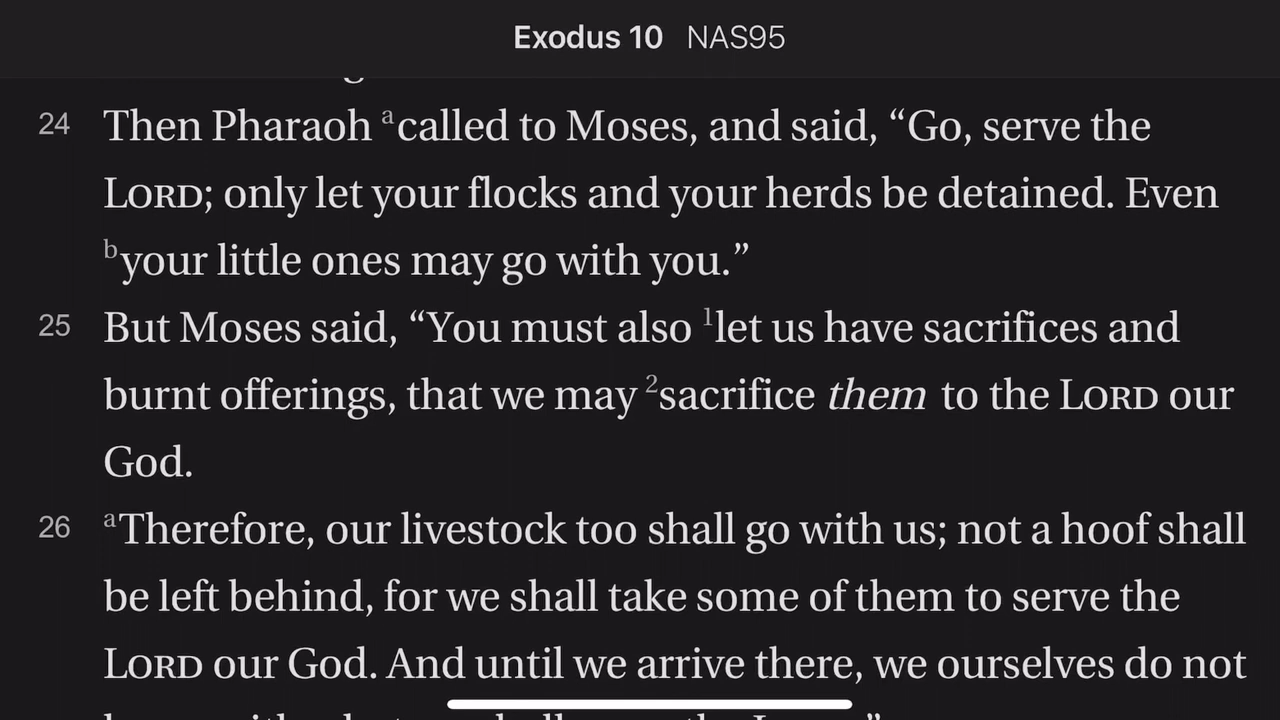 Exodus 10 NAS95
24 Then Pharaoh ᵃcalled to Moses, and said, “Go, serve the
LORD; only let your flocks and your herds be detained. Even
ᵇyour little ones may go with you.”
25 But Moses said, “You must also ¹let us have sacrifices and
burnt offerings, that we may ²sacrifice them to the LORD our
God.
26 ᵃTherefore, our livestock too shall go with us; not a hoof shall
be left behind, for we shall take some of them to serve the
LORD our God. And until we arrive there, we ourselves do not